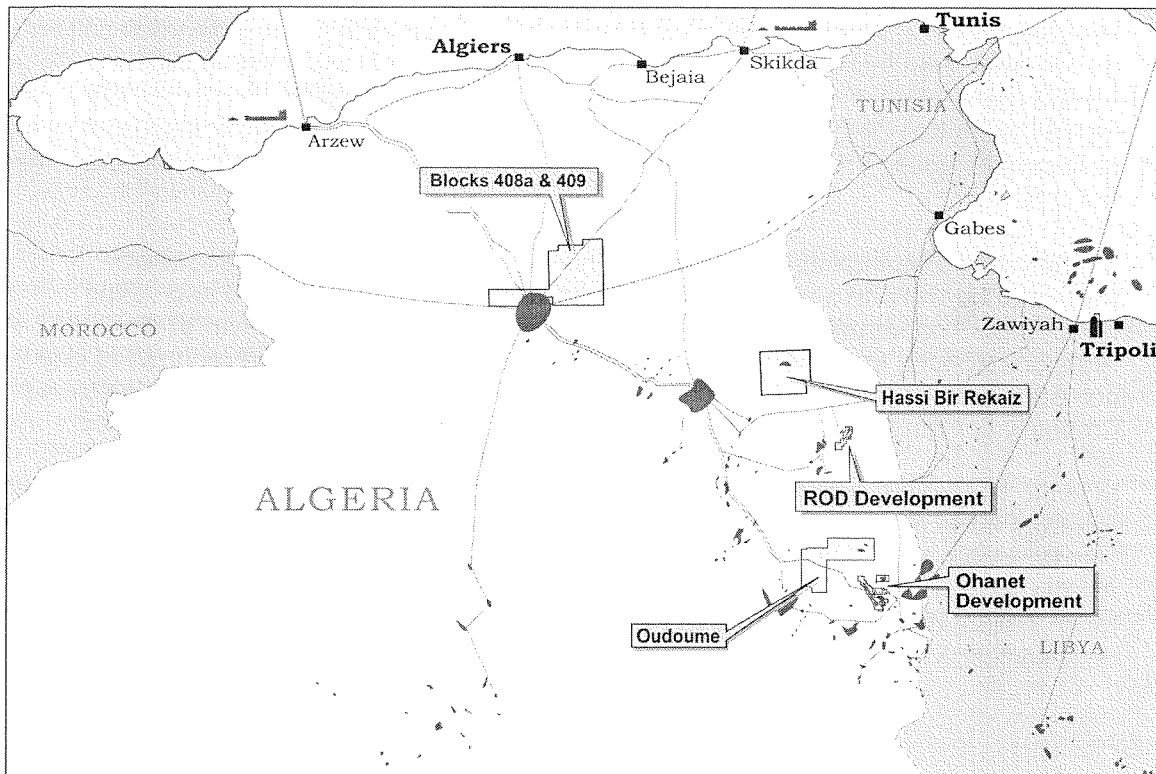 Tunis
Algiers
Skikda
Bejaia
TUNISIA
Arzew
Blocks 408a & 409
Gabes
MOROCCO
Zawiyah
Tripoli
Hassi Bir Rekaiz
ALGERIA
ROD Development
Ohanet
Development
Oudoume
LIBYA